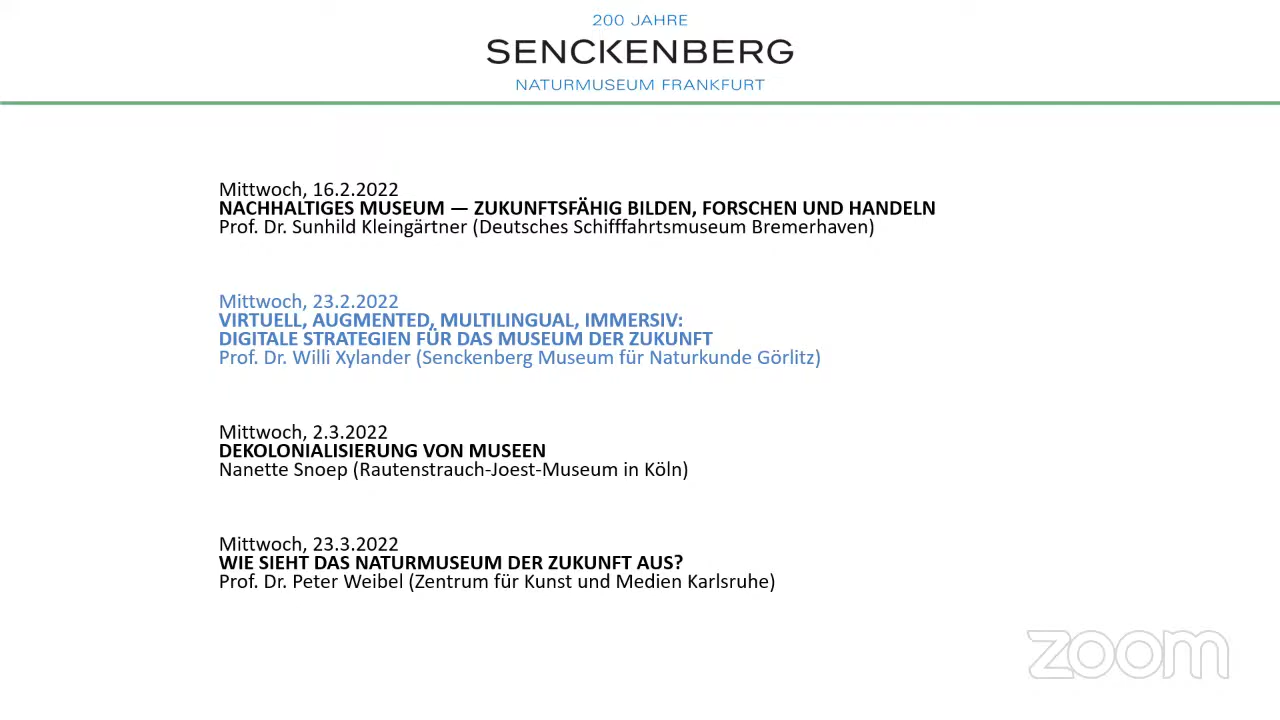 200 JAHRE
SENCKENBERG
NATURMUSEUM FRANKFURT
Mittwoch, 16.2.2022
NACHHALTIGES MUSEUM — ZUKUNFTSFÄHIG BILDEN, FORSCHEN UND HANDELN
Prof. Dr. Sunhild Kleingärtner (Deutsches Schifffahrtsmuseum Bremerhaven)
Mittwoch, 23.2.2022
VIRTUELL, AUGMENTED, MULTILINGUAL, IMMERSIV:
DIGITALE STRATEGIEN FÜR DAS MUSEUM DER ZUKUNFT
Prof. Dr. Willi Xylander (Senckenberg Museum für Naturkunde Görlitz)
Mittwoch, 2.3.2022
DEKOLONIALISIERUNG VON MUSEEN
Nanette Snoep (Rautenstrauch-Joest-Museum in Köln)
Mittwoch, 23.3.2022
WIE SIEHT DAS NATURMUSEUM DER ZUKUNFT AUS?
Prof. Dr. Peter Weibel (Zentrum für Kunst und Medien Karlsruhe)
zoom